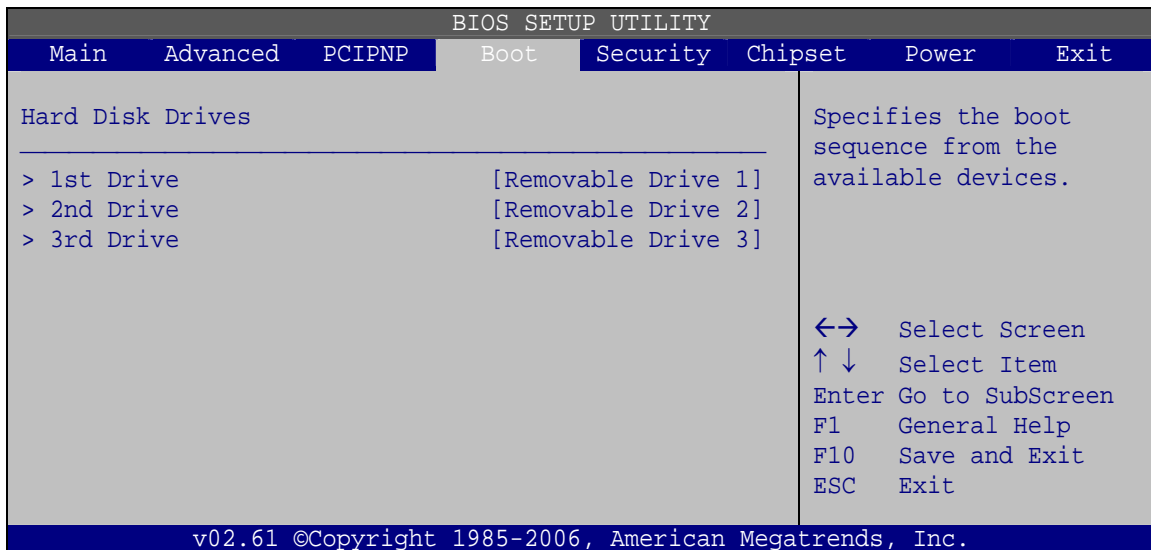 BIOS SETUP UTILITY
Main Advanced PCIPNP Boot Security Chipset Power Exit
Hard Disk Drives
> 1st Drive [Removable Drive 1]
> 2nd Drive [Removable Drive 2]
> 3rd Drive [Removable Drive 3]
Specifies the boot
sequence from the
available devices.
←→ Select Screen
↑ ↓ Select Item
Enter Go to SubScreen
F1 General Help
F10 Save and Exit
ESC Exit
v02.61 ©Copyright 1985-2006, American Megatrends, Inc.